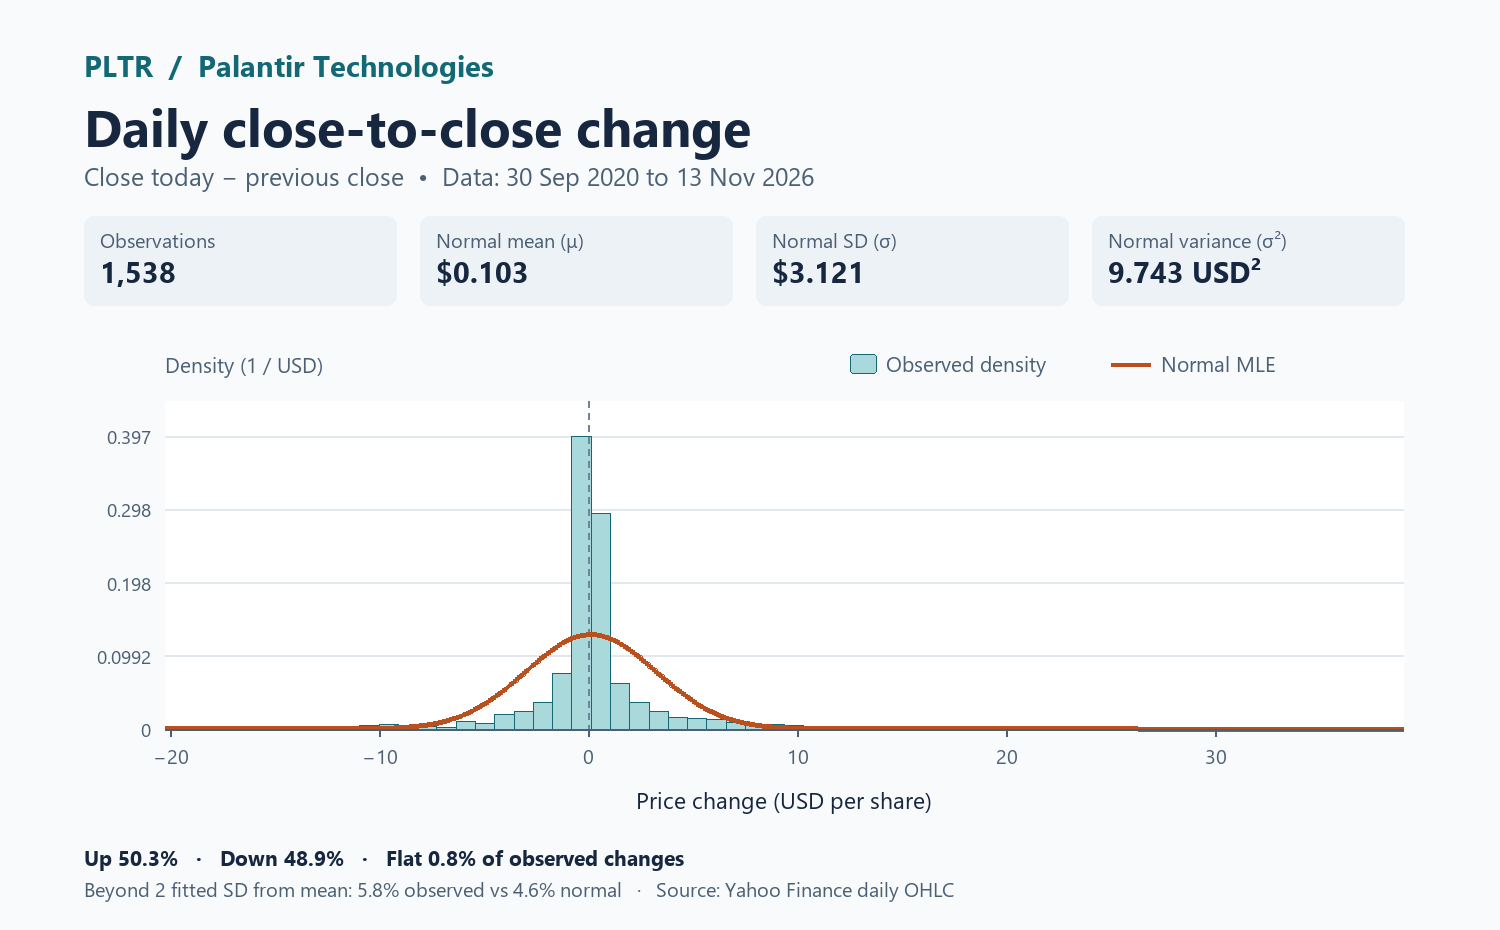 PLTR / Palantir Technologies
Daily close-to-close change
Close today − previous close • Data: 30 Sep 2020 to 13 Nov 2026
Observations
1,538
Normal mean (μ)
$0.103
Normal SD (σ)
$3.121
Normal variance (σ²)
9.743 USD²
Density (1 / USD)
Observed density
Normal MLE
0.397
0.298
0.198
0.0992
0
−20 −10 0 10 20 30
Price change (USD per share)
Up 50.3% · Down 48.9% · Flat 0.8% of observed changes
Beyond 2 fitted SD from mean: 5.8% observed vs 4.6% normal · Source: Yahoo Finance daily OHLC